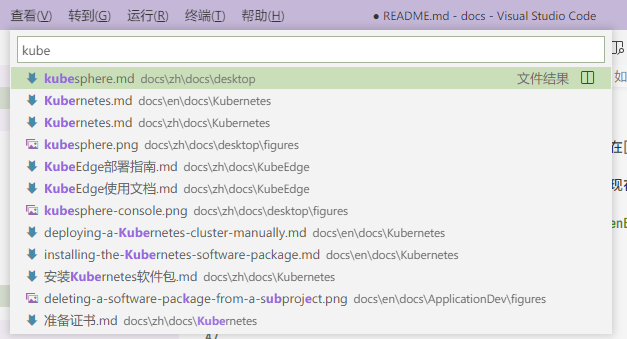 查看(V) 转到(G) 运行(R) 终端(T) 帮助(H) ● README.md - docs - Visual Studio Code
kube
kubesphere.md docs\zh\docs\desktop 文件结果
Kubernetes.md docs\en\docs\Kubernetes
Kubernetes.md docs\zh\docs\Kubernetes
kubesphere.png docs\zh\docs\desktop\figures
KubeEdge部署指南.md docs\zh\docs\KubeEdge
KubeEdge使用文档.md docs\zh\docs\KubeEdge
kubesphere-console.png docs\zh\docs\desktop\figures
deploying-a-Kubernetes-cluster-manually.md docs\en\docs\Kubernetes
installing-the-Kubernetes-software-package.md docs\en\docs\Kubernetes
安装Kubernetes软件包.md docs\zh\docs\Kubernetes
deleting-a-software-package-from-a-subproject.png docs\en\docs\ApplicationDev\figures
准备证书.md docs\zh\docs\Kubernetes
如
在[
现在
enE